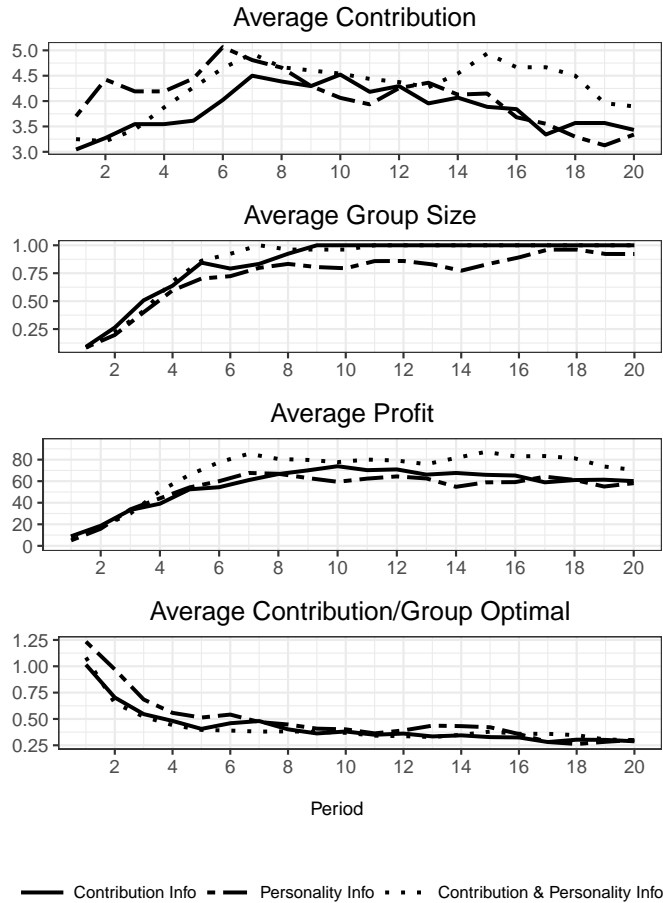 Average Contribution
5.0
4.5
4.0
3.5
3.0
2 4 6 8 10 12 14 16 18 20
Average Group Size
1.00
0.75
0.50
0.25
2 4 6 8 10 12 14 16 18 20
Average Profit
80
60
40
20
0
2 4 6 8 10 12 14 16 18 20
Average Contribution/Group Optimal
1.25
1.00
0.75
0.50
0.25
2 4 6 8 10 12 14 16 18 20
Period
Contribution Info Personality Info Contribution & Personality Info